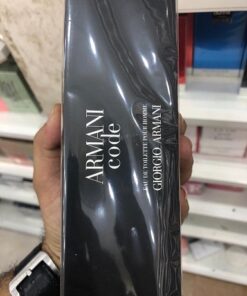 ARMANI
code
EAU DE TOILETTE POUR HOMME
GIORGIO ARMANI